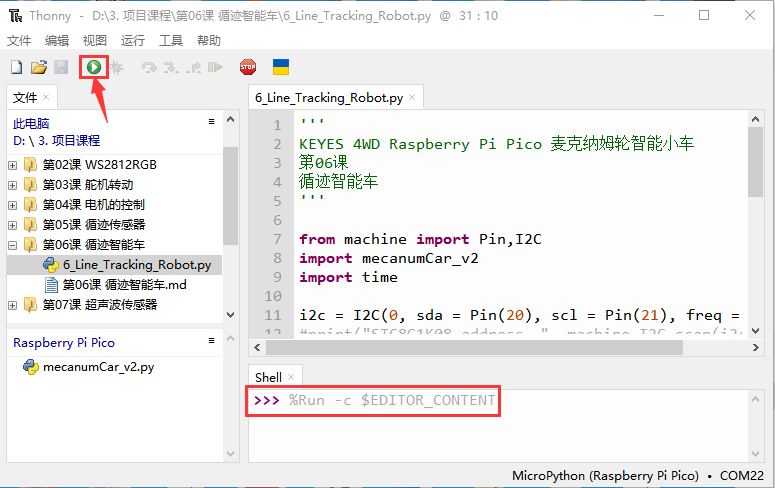 Thonny - D:\3. 项目课程\第06课 循迹智能车\6_Line_Tracking_Robot.py @ 31 : 10
文件 编辑 视图 运行 工具 帮助
STOP
文件
此电脑
D: \ 3. 项目课程
第02课 WS2812RGB
第03课 舵机转动
第04课 电机的控制
第05课 循迹传感器
第06课 循迹智能车
6_Line_Tracking_Robot.py
第06课 循迹智能车.md
第07课 超声波传感器
Raspberry Pi Pico
mecanumCar_v2.py
6_Line_Tracking_Robot.py
1 '''
2 KEYES 4WD Raspberry Pi Pico 麦克纳姆轮智能小车
3 第06课
4 循迹智能车
5 '''
6
7 from machine import Pin,I2C
8 import mecanumCar_v2
9 import time
10
11 i2c = I2C(0, sda = Pin(20), scl = Pin(21), freq =
12
Shell
>>> %Run -c $EDITOR_CONTENT
MicroPython (Raspberry Pi Pico) • COM22